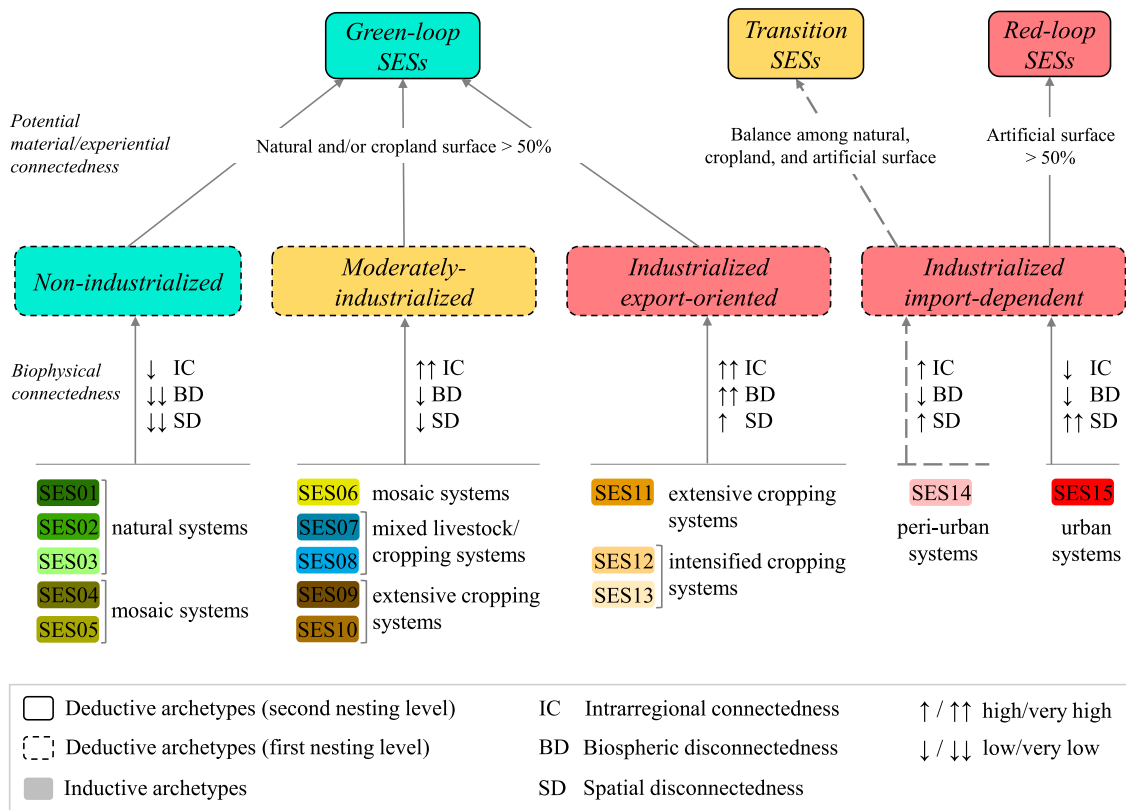 Green-loop
SESs
Transition
SESs
Red-loop
SESs
Potential
material/experiential
connectedness
Natural and/or cropland surface > 50%
Balance among natural,
cropland, and artificial surface
Artificial surface
> 50%
Non-industrialized
Moderately-
industrialized
Industrialized
export-oriented
Industrialized
import-dependent
Biophysical
connectedness
↓ IC
↓↓ BD
↓↓ SD
↑↑ IC
↓ BD
↓ SD
↑↑ IC
↑↑ BD
↑ SD
↑ IC
↓ BD
↑ SD
↓ IC
↓ BD
↑↑ SD
SES01
SES02
SES03
natural systems
SES04
SES05
mosaic systems
SES06
mosaic systems
SES07
SES08
mixed livestock/
cropping systems
SES09
SES10
extensive cropping
systems
SES11
extensive cropping
systems
SES12
SES13
intensified cropping
systems
SES14
peri-urban
systems
SES15
urban
systems
Deductive archetypes (second nesting level)
Deductive archetypes (first nesting level)
Inductive archetypes
IC Intrarregional connectedness
BD Biospheric disconnectedness
SD Spatial disconnectedness
↑ / ↑↑ high/very high
↓ / ↓↓ low/very low